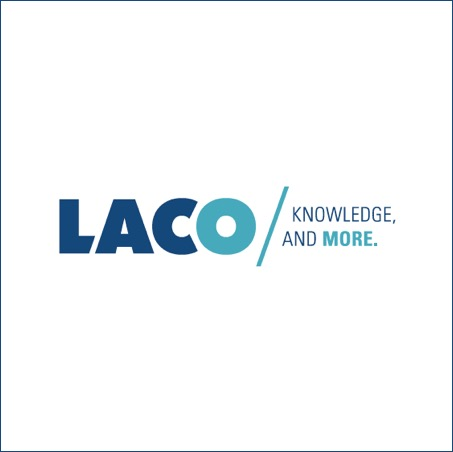 LACO
KNOWLEDGE,
AND MORE.